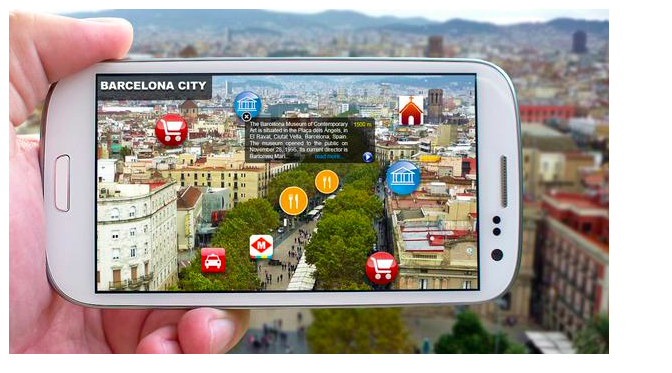 BARCELONA CITY
The Barcelona Museum of Contemporary 1500 m
Art is situated in the Plaça dels Àngels, in
El Raval, Ciutat Vella, Barcelona, Spain.
The museum opened to the public on
November 28, 1995. Its current director is
Bartomeu Marí... read more...
M